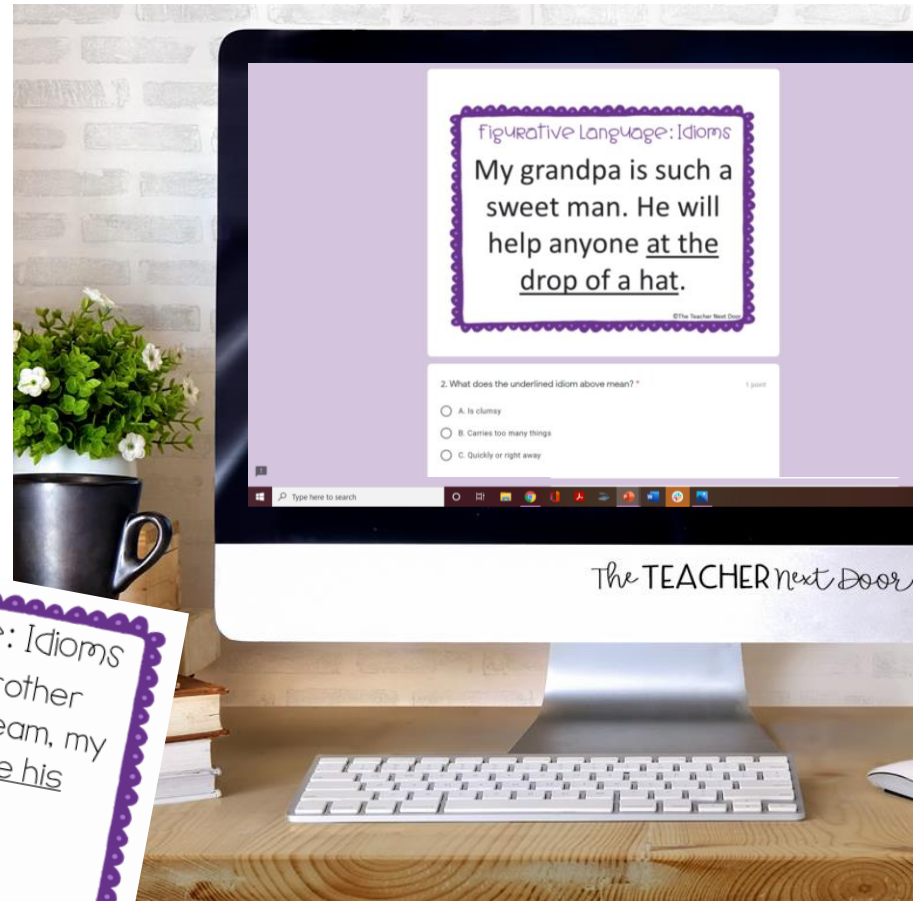 Figurative Language: Idioms
My grandpa is such a
sweet man. He will
help anyone at the
drop of a hat.
©The Teacher Next Door
2. What does the underlined idiom above mean? *
1 point
A. Is clumsy
B. Carries too many things
C. Quickly or right away
Type here to search
The TEACHER Next Door
: Idioms
other
eam, my
e his